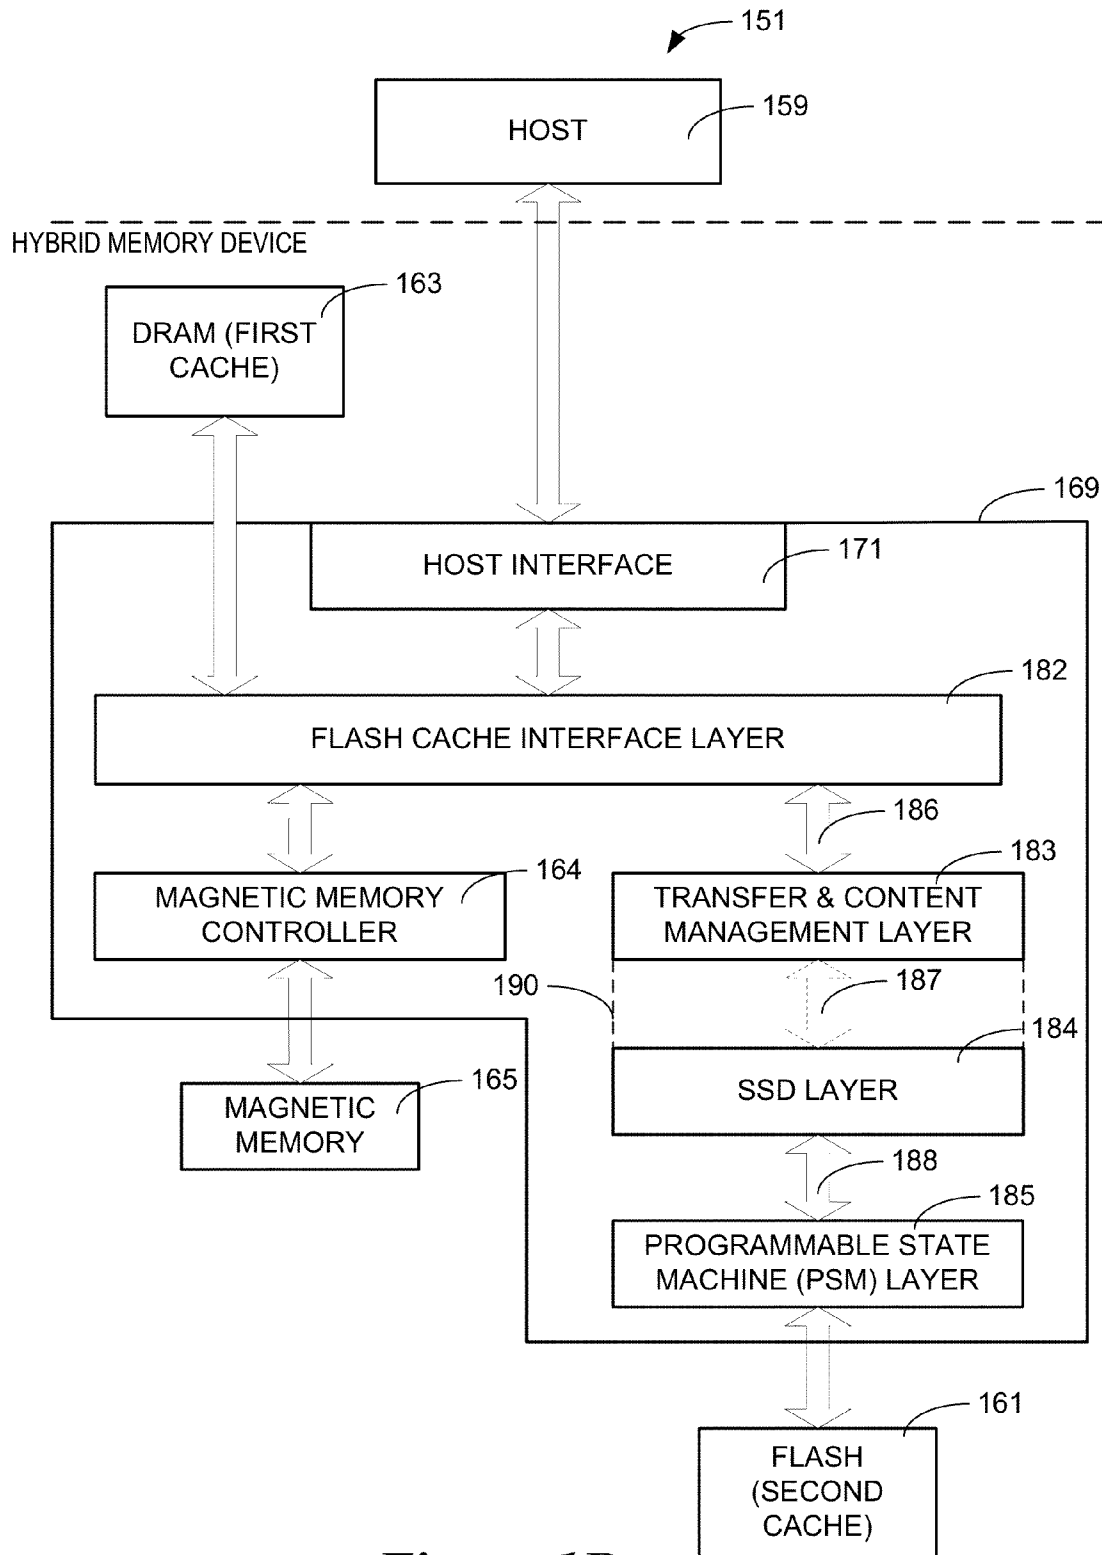 151
HOST
159
HYBRID MEMORY DEVICE
163
DRAM (FIRST
CACHE)
169
HOST INTERFACE
171
182
FLASH CACHE INTERFACE LAYER
186
183
164
MAGNETIC MEMORY
CONTROLLER
TRANSFER & CONTENT
MANAGEMENT LAYER
190
187
184
SSD LAYER
165
MAGNETIC
MEMORY
188
185
PROGRAMMABLE STATE
MACHINE (PSM) LAYER
161
FLASH
(SECOND
CACHE)